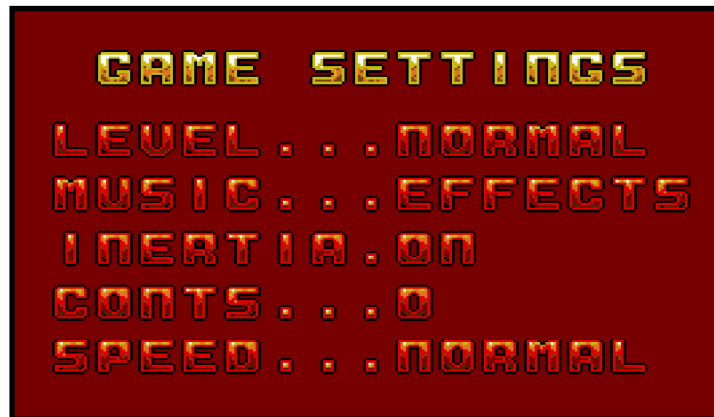 GAME SETTINGS
LEVEL...NORMAL
MUSIC...EFFECTS
INERTIA.ON
CONTS...0
SPEED...NORMAL